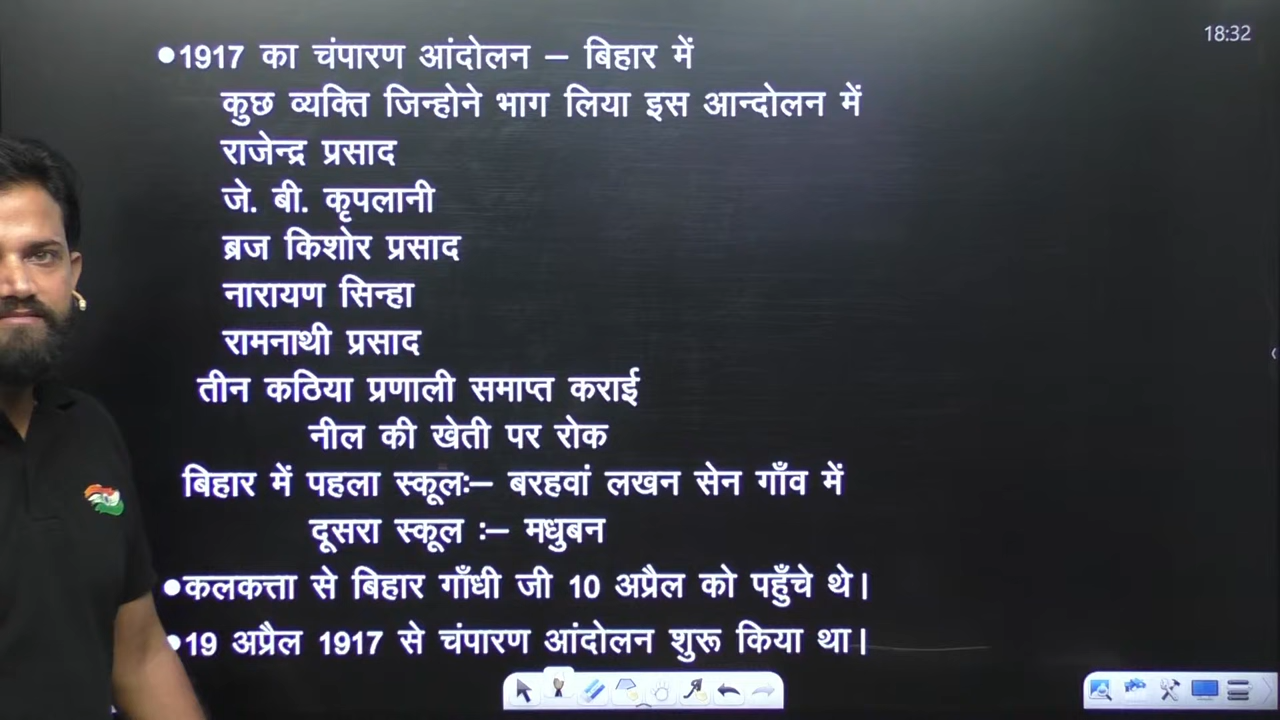 18:32
●1917 का चंपारण आंदोलन – बिहार में
कुछ व्यक्ति जिन्होने भाग लिया इस आन्दोलन में
राजेन्द्र प्रसाद
जे. बी. कृपलानी
ब्रज किशोर प्रसाद
नारायण सिन्हा
रामनाथी प्रसाद
तीन कठिया प्रणाली समाप्त कराई
नील की खेती पर रोक
बिहार में पहला स्कूलः– बरहवां लखन सेन गाँव में
दूसरा स्कूल :– मधुबन
●कलकत्ता से बिहार गाँधी जी 10 अप्रैल को पहुँचे थे।
●19 अप्रैल 1917 से चंपारण आंदोलन शुरू किया था।